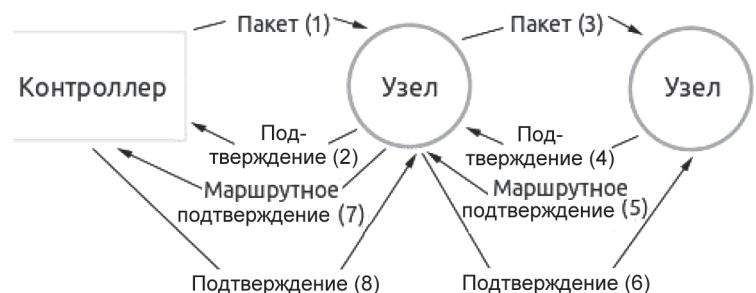 Пакет (1)
Пакет (3)
Контроллер
Узел
Узел
Под-
тверждение (2)
Под-
тверждение (4)
Маршрутное
подтверждение (7)
Маршрутное
подтверждение (5)
Подтверждение (8)
Подтверждение (6)